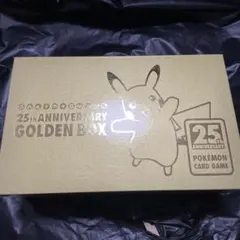 25TH ANNIVERSARY
GOLDEN BOX
25TH
ANNIVERSARY
POKÉMON
CARD GAME